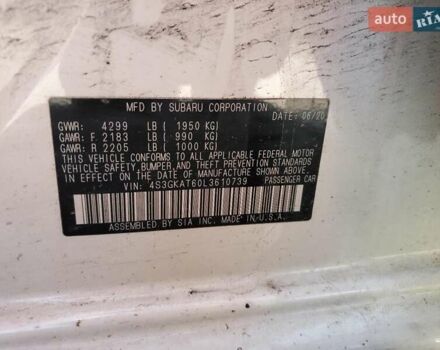 auto RIA
MFD BY SUBARU CORPORATION
DATE: 06/20
GVWR: 4299 LB ( 1950 KG)
GAWR: F 2183 LB ( 990 KG)
GAWR: R 2205 LB ( 1000 KG)
THIS VEHICLE CONFORMS TO ALL APPLICABLE FEDERAL MOTOR
VEHICLE SAFETY, BUMPER, AND THEFT PREVENTION STANDARDS
IN EFFECT ON THE DATE OF MANUFACTURE SHOWN ABOVE.
VIN: 4S3GKAT60L3610739 PASSENGER CAR
ASSEMBLED BY SIA INC. MADE IN U.S.A.